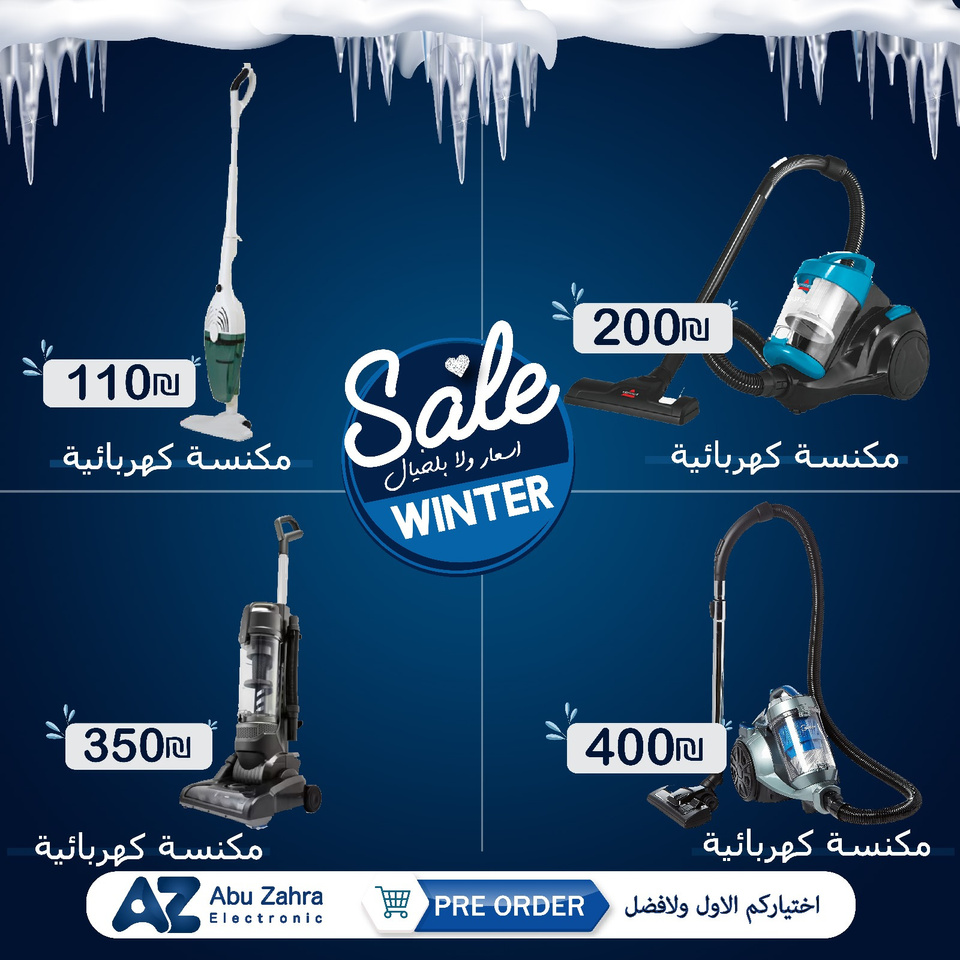 110₪
مكنسة كهربائية
200₪
مكنسة كهربائية
Sale
اسعار ولا بلخيال
WINTER
350₪
مكنسة كهربائية
400₪
مكنسة كهربائية
AZ Abu Zahra
Electronic
PRE ORDER
اختياركم الاول ولافضل